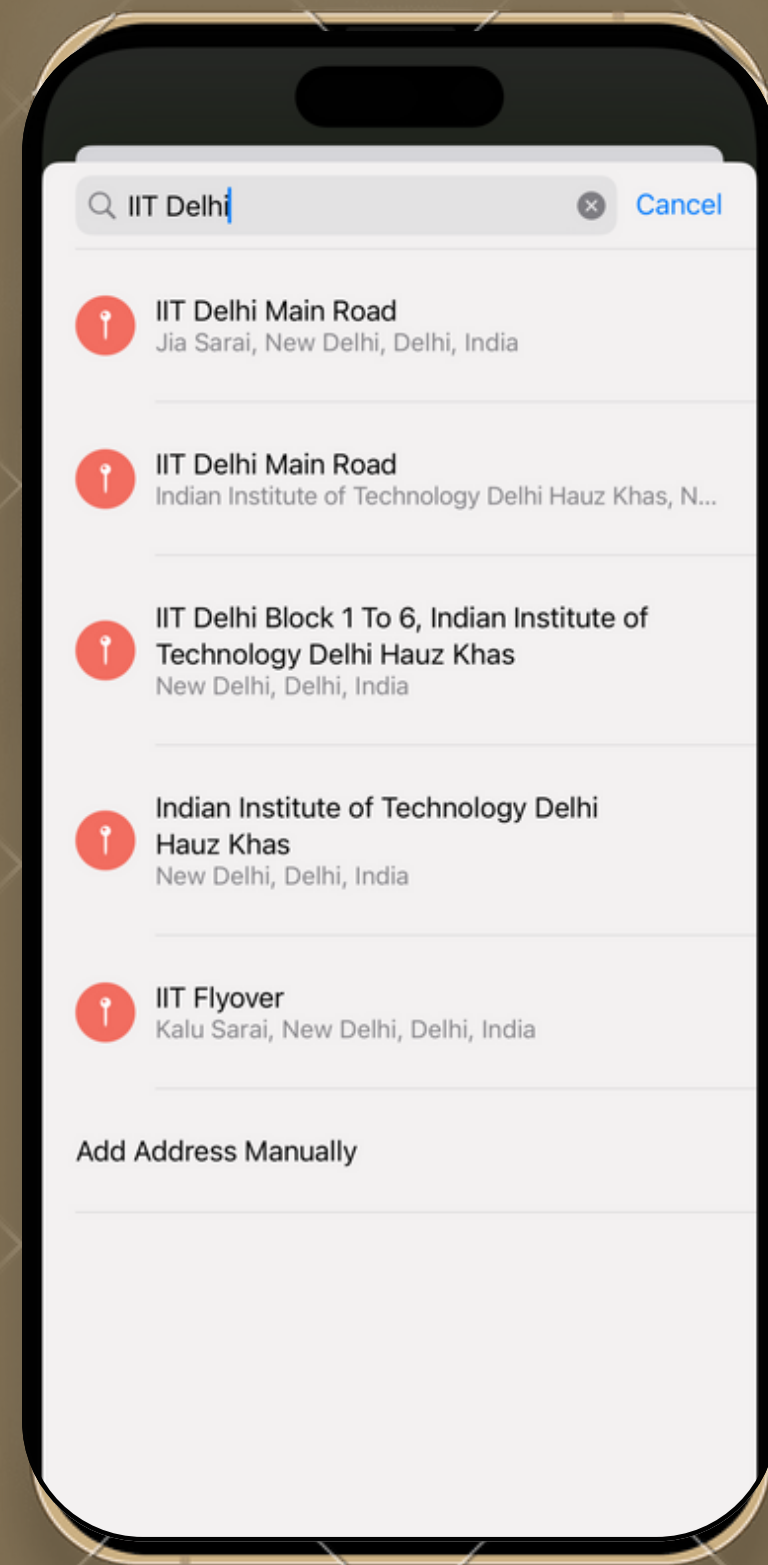 IIT Delhi
Cancel
IIT Delhi Main Road
Jia Sarai, New Delhi, Delhi, India
IIT Delhi Main Road
Indian Institute of Technology Delhi Hauz Khas, N...
IIT Delhi Block 1 To 6, Indian Institute of
Technology Delhi Hauz Khas
New Delhi, Delhi, India
Indian Institute of Technology Delhi
Hauz Khas
New Delhi, Delhi, India
IIT Flyover
Kalu Sarai, New Delhi, Delhi, India
Add Address Manually